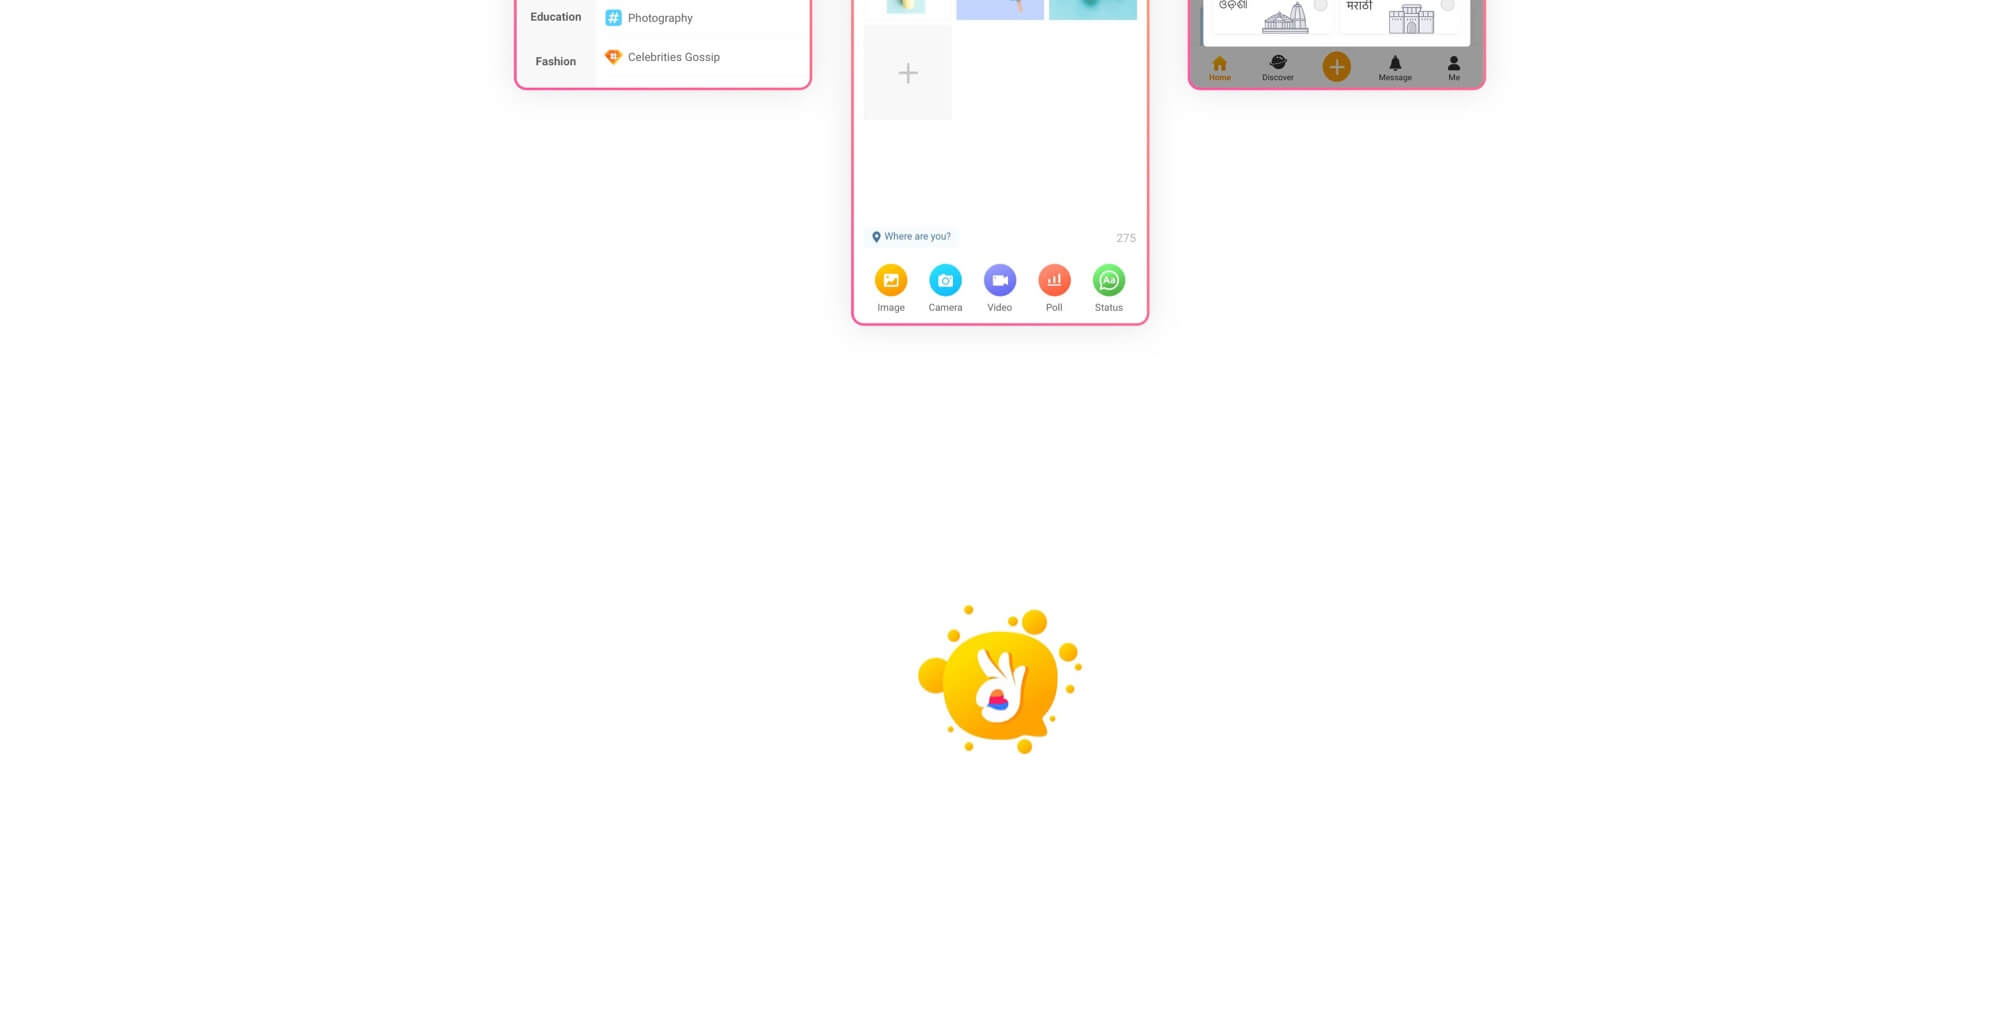 Education
# Photography
Fashion
Celebrities Gossip
Where are you?
275
Image
Camera
Video
Poll
Aa
Status
ଓଡ଼ିଶା
मराठी
Home
Discover
Message
Me